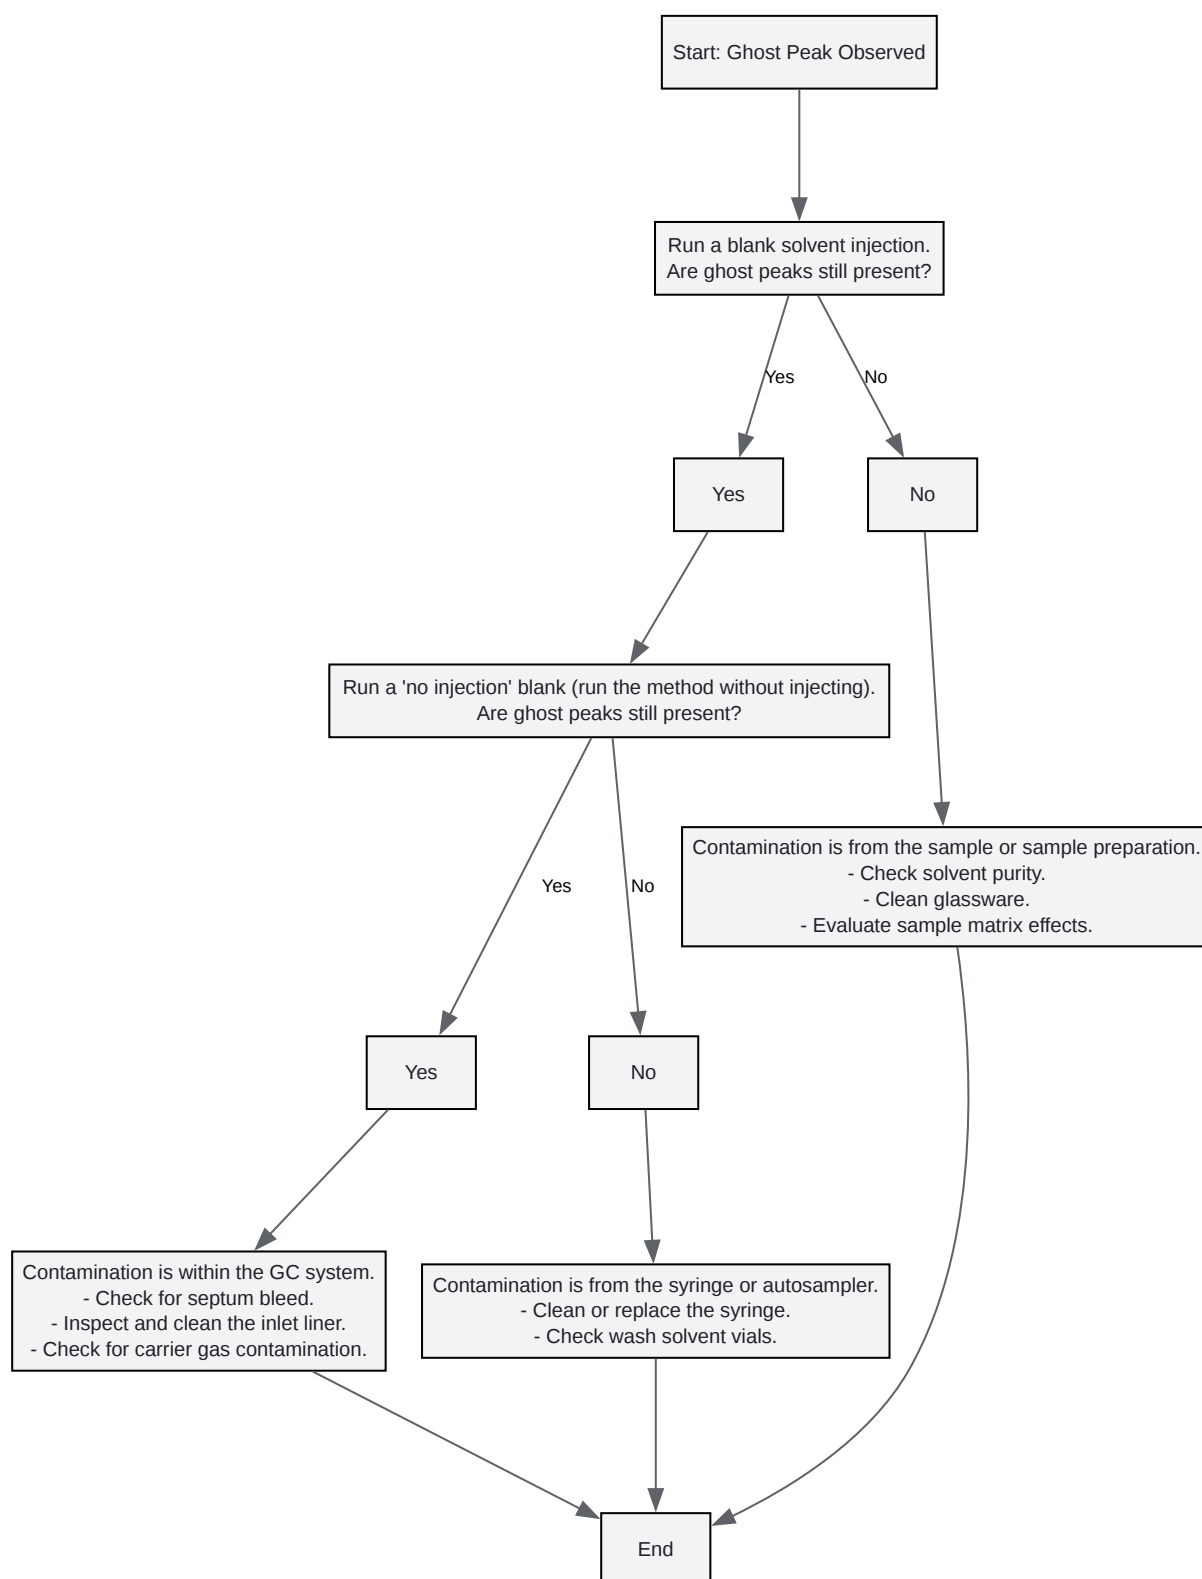 Start: Ghost Peak Observed
Run a blank solvent injection.
Are ghost peaks still present?
Yes
No
Yes
No
Run a 'no injection' blank (run the method without injecting).
Are ghost peaks still present?
Contamination is from the sample or sample preparation.
- Check solvent purity.
- Clean glassware.
- Evaluate sample matrix effects.
Yes
No
Yes
No
Contamination is within the GC system.
- Check for septum bleed.
- Inspect and clean the inlet liner.
- Check for carrier gas contamination.
Contamination is from the syringe or autosampler.
- Clean or replace the syringe.
- Check wash solvent vials.
End